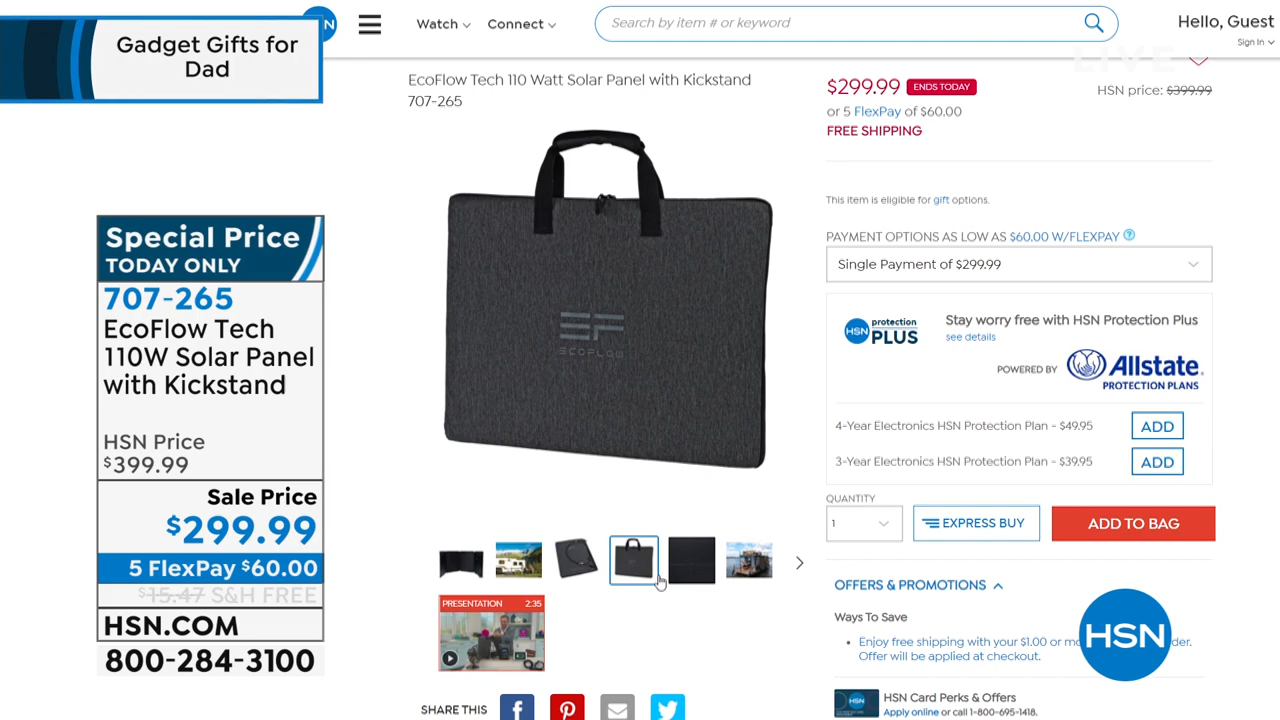 Gadget Gifts for
Dad
Watch
Connect
Search by item # or keyword
Hello, Guest
Sign In
LIVE
EcoFlow Tech 110 Watt Solar Panel with Kickstand
707-265
$299.99 ENDS TODAY
HSN price: $399.99
or 5 FlexPay of $60.00
FREE SHIPPING
This item is eligible for gift options.
PAYMENT OPTIONS AS LOW AS $60.00 W/FLEXPAY ?
Single Payment of $299.99
HSN protection PLUS
Stay worry free with HSN Protection Plus
see details
POWERED BY Allstate.
PROTECTION PLANS
4-Year Electronics HSN Protection Plan - $49.95 ADD
3-Year Electronics HSN Protection Plan - $39.95 ADD
QUANTITY
1
EXPRESS BUY
ADD TO BAG
OFFERS & PROMOTIONS
Ways To Save
Enjoy free shipping with your $1.00 or
Offer will be applied at checkout.
HSN Card Perks & Offers
Apply online or call 1-800-695-1418.
HSN
Special Price
TODAY ONLY
707-265
EcoFlow Tech
110W Solar Panel
with Kickstand
HSN Price
$399.99
Sale Price
$299.99
5 FlexPay $60.00
$15.47 S&H FREE
HSN.COM
800-284-3100
EF
ECOFLOW
PRESENTATION 2:35
SHARE THIS